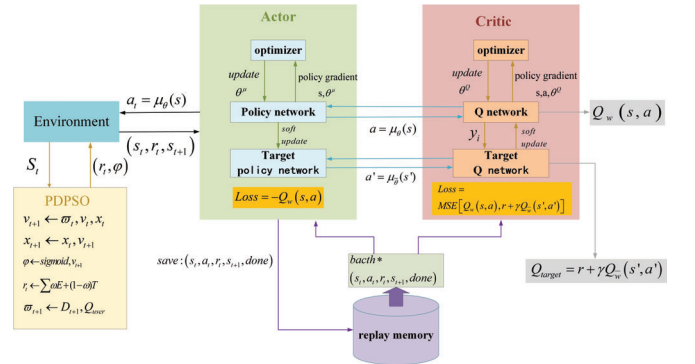 Actor
Critic
optimizer
optimizer
update
θ^μ
policy gradient
s,θ^μ
update
θ^Q
policy gradient
s,a,θ^Q
a_t = μ_θ(s)
Environment
(s_t, r_t, s_{t+1})
Policy network
a = μ_θ(s)
Q network
Q_w(s,a)
soft
update
y_i
soft
update
S_t
(r_t, φ)
Target
policy network
a' = μ_θ̄(s')
Target
Q network
PDPSO
v_{t+1} ← ϖ_t, v_t, x_t
x_{t+1} ← x_t, v_{t+1}
φ←sigmoid,v_{t+1}
r_t←∑ωE+(1-ω)T
ϖ_{t+1} ← D_{t+1}, Q_{user}
Loss = -Q_w(s,a)
Loss =
MSE[Q_w(s,a), r+γQ_w̄(s',a')]
save:(s_t, a_t, r_t, s_{t+1}, done)
bacth*
(s_t, a_t, r_t, s_{t+1}, done)
Q_{target} = r + γQ_w̄(s', a')
replay memory